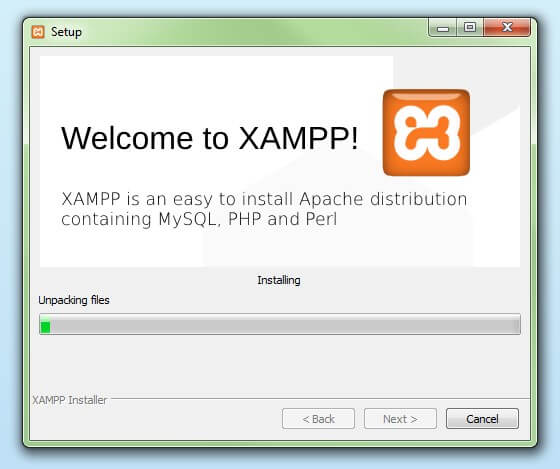 Setup
Welcome to XAMPP!
XAMPP is an easy to install Apache distribution
containing MySQL, PHP and Perl
Installing
Unpacking files
XAMPP Installer
< Back
Next >
Cancel